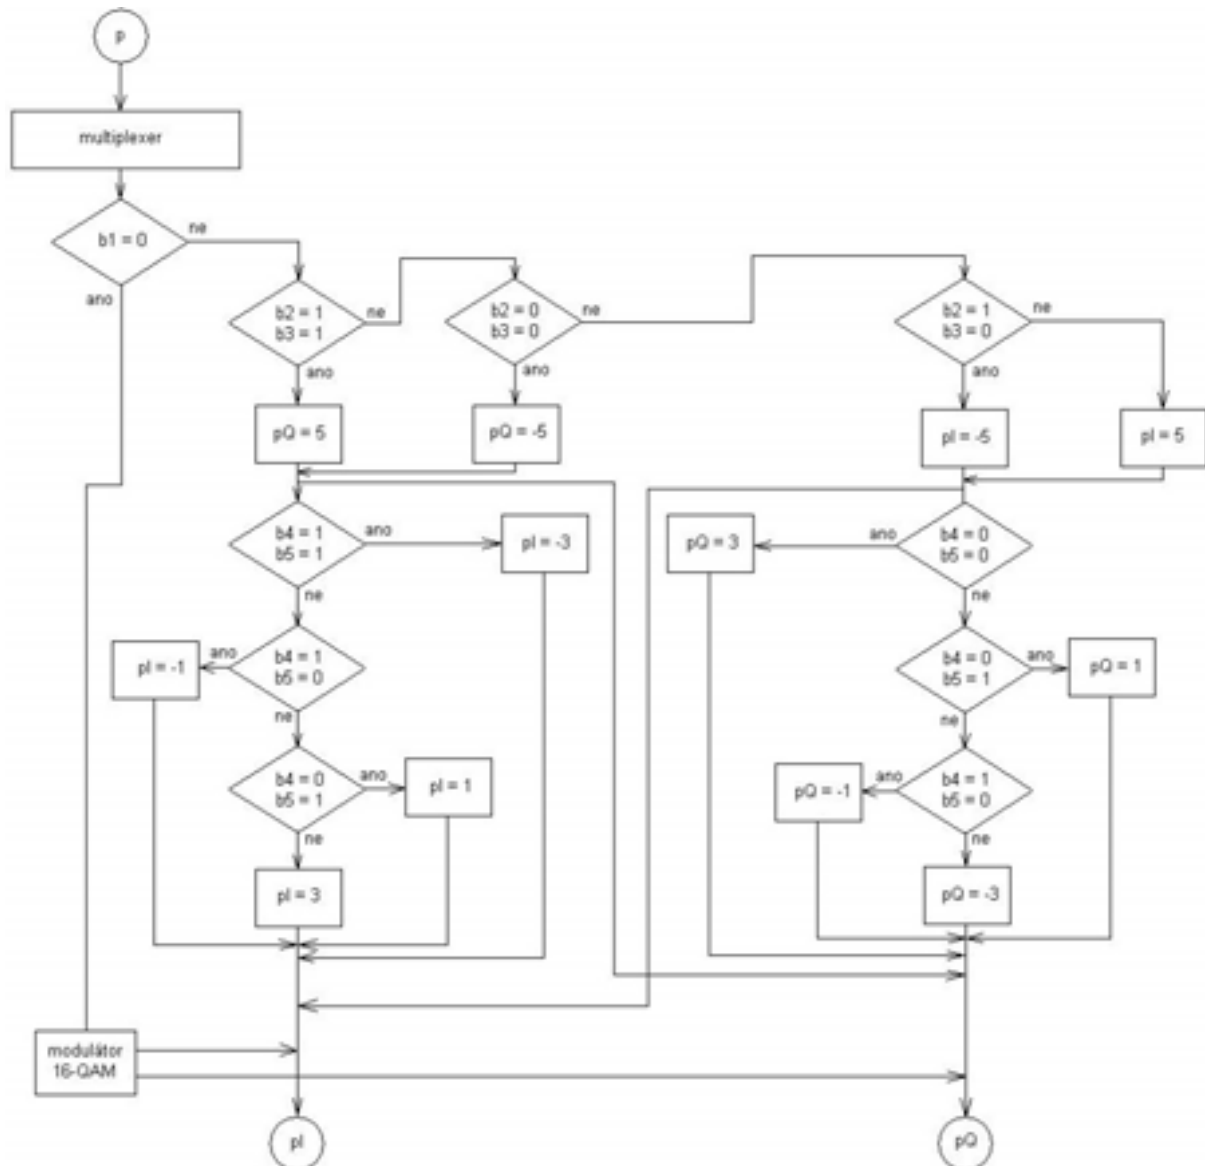 p
multiplexer
b1 = 0
ne
ano
b2 = 1
b3 = 1
ne
ano
b2 = 0
b3 = 0
ne
ano
b2 = 1
b3 = 0
ne
ano
pQ = 5
pQ = -5
pI = -5
pI = 5
b4 = 1
b5 = 1
ano
ne
pI = -3
pQ = 3
ano
b4 = 0
b5 = 0
ne
pI = -1
ano
b4 = 1
b5 = 0
ne
b4 = 0
b5 = 1
ano
ne
pQ = 1
b4 = 0
b5 = 1
ano
ne
pI = 1
pQ = -1
ano
b4 = 1
b5 = 0
ne
pI = 3
pQ = -3
modulátor
16-QAM
pI
pQ